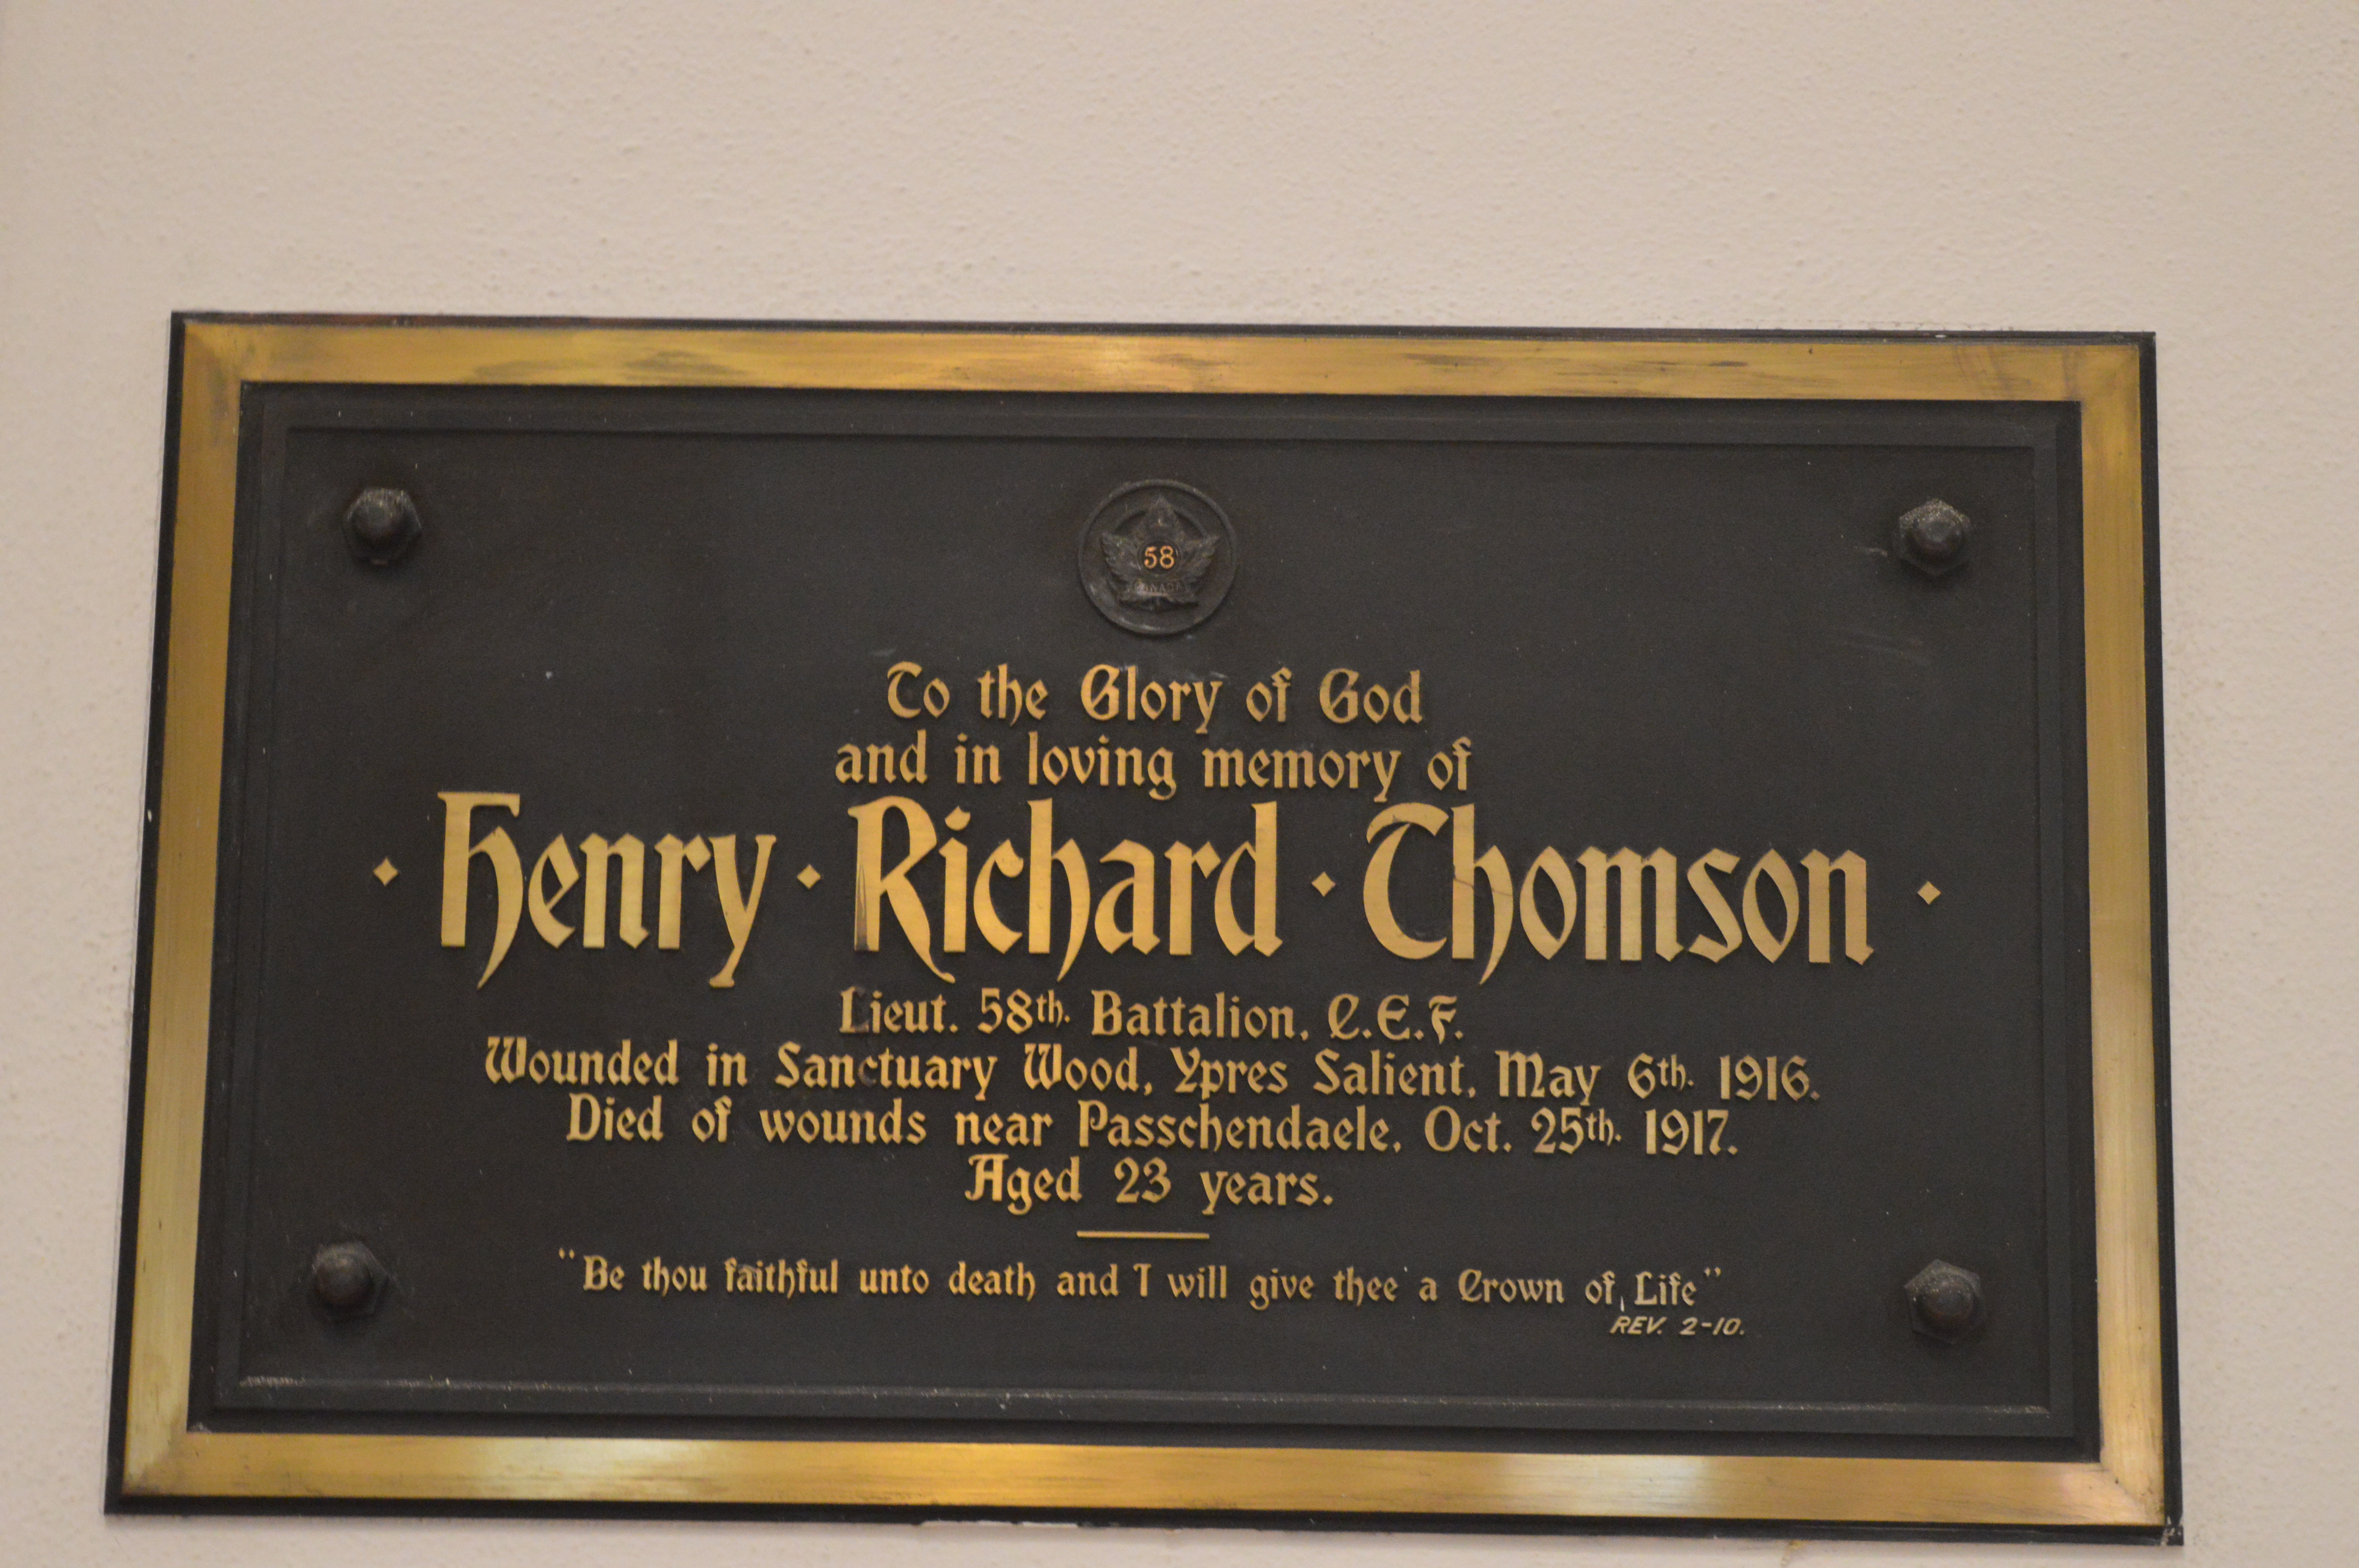 58
CANADA
To the Glory of God
and in loving memory of
· Henry · Richard · Thomson ·
Lieut. 58th. Battalion, C.E.F.
Wounded in Sanctuary Wood, Ypres Salient, May 6th. 1916.
Died of wounds near Passchendaele, Oct. 25th. 1917.
Aged 23 years.
"Be thou faithful unto death and I will give thee a Crown of Life"
REV. 2-10.